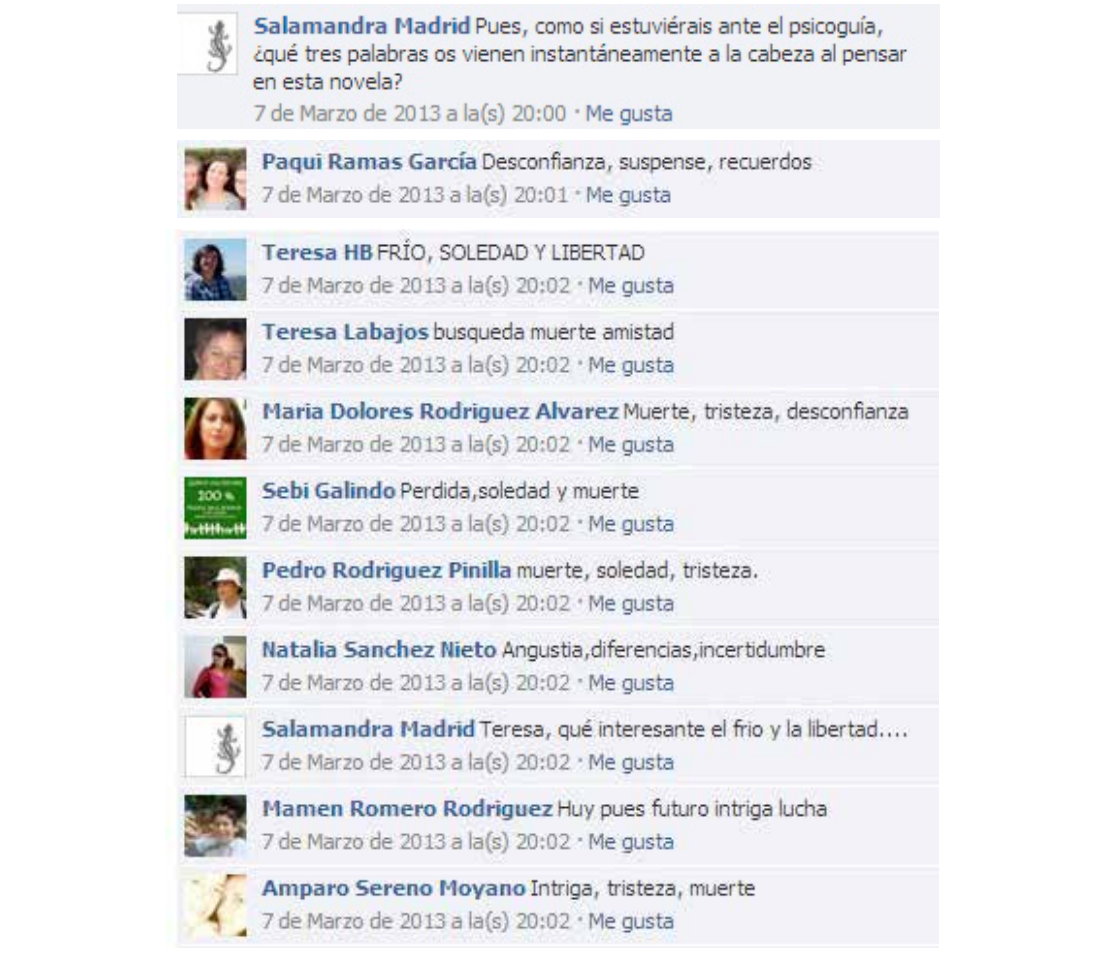 Salamandra Madrid Pues, como si estuviérais ante el psicoguía,
¿qué tres palabras os vienen instantáneamente a la cabeza al pensar
en esta novela?
7 de Marzo de 2013 a la(s) 20:00 · Me gusta
Paqui Ramas García Desconfianza, suspense, recuerdos
7 de Marzo de 2013 a la(s) 20:01 · Me gusta
Teresa HB FRÍO, SOLEDAD Y LIBERTAD
7 de Marzo de 2013 a la(s) 20:02 · Me gusta
Teresa Labajos busqueda muerte amistad
7 de Marzo de 2013 a la(s) 20:02 · Me gusta
Maria Dolores Rodriguez Alvarez Muerte, tristeza, desconfianza
7 de Marzo de 2013 a la(s) 20:02 · Me gusta
200 %
Sebi Galindo Perdida,soledad y muerte
7 de Marzo de 2013 a la(s) 20:02 · Me gusta
Pedro Rodriguez Pinilla muerte, soledad, tristeza.
7 de Marzo de 2013 a la(s) 20:02 · Me gusta
Natalia Sanchez Nieto Angustia,diferencias,incertidumbre
7 de Marzo de 2013 a la(s) 20:02 · Me gusta
Salamandra Madrid Teresa, qué interesante el frio y la libertad....
7 de Marzo de 2013 a la(s) 20:02 · Me gusta
Mamen Romero Rodriguez Huy pues futuro intriga lucha
7 de Marzo de 2013 a la(s) 20:02 · Me gusta
Amparo Sereno Moyano Intriga, tristeza, muerte
7 de Marzo de 2013 a la(s) 20:02 · Me gusta